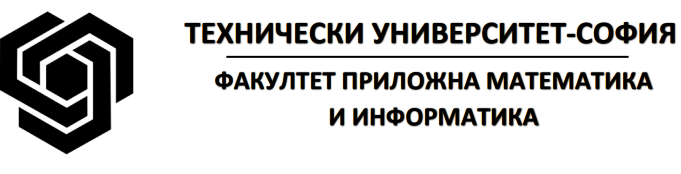 ТЕХНИЧЕСКИ УНИВЕРСИТЕТ-СОФИЯ
ФАКУЛТЕТ ПРИЛОЖНА МАТЕМАТИКА
И ИНФОРМАТИКА